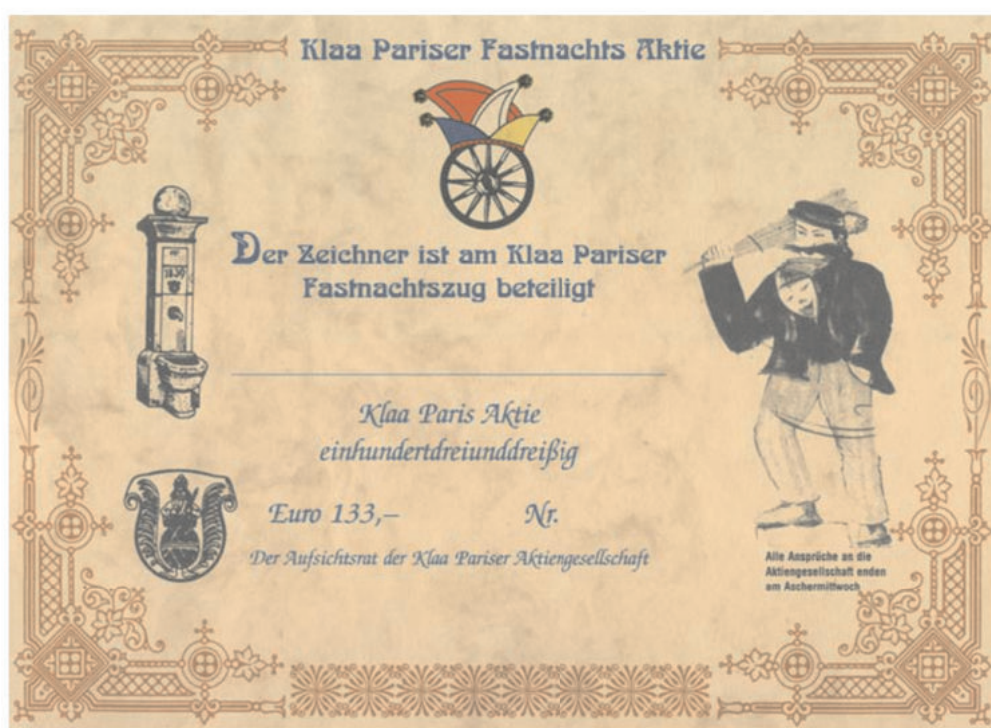 Klaa Pariser Fastnachts Aktie
Der Zeichner ist am Klaa Pariser
Fastnachtszug beteiligt
Klaa Paris Aktie
einhundertdreiunddreißig
Euro 133,– Nr.
Der Aufsichtsrat der Klaa Pariser Aktiengesellschaft
Alle Ansprüche an die
Aktiengesellschaft enden
am Aschermittwoch